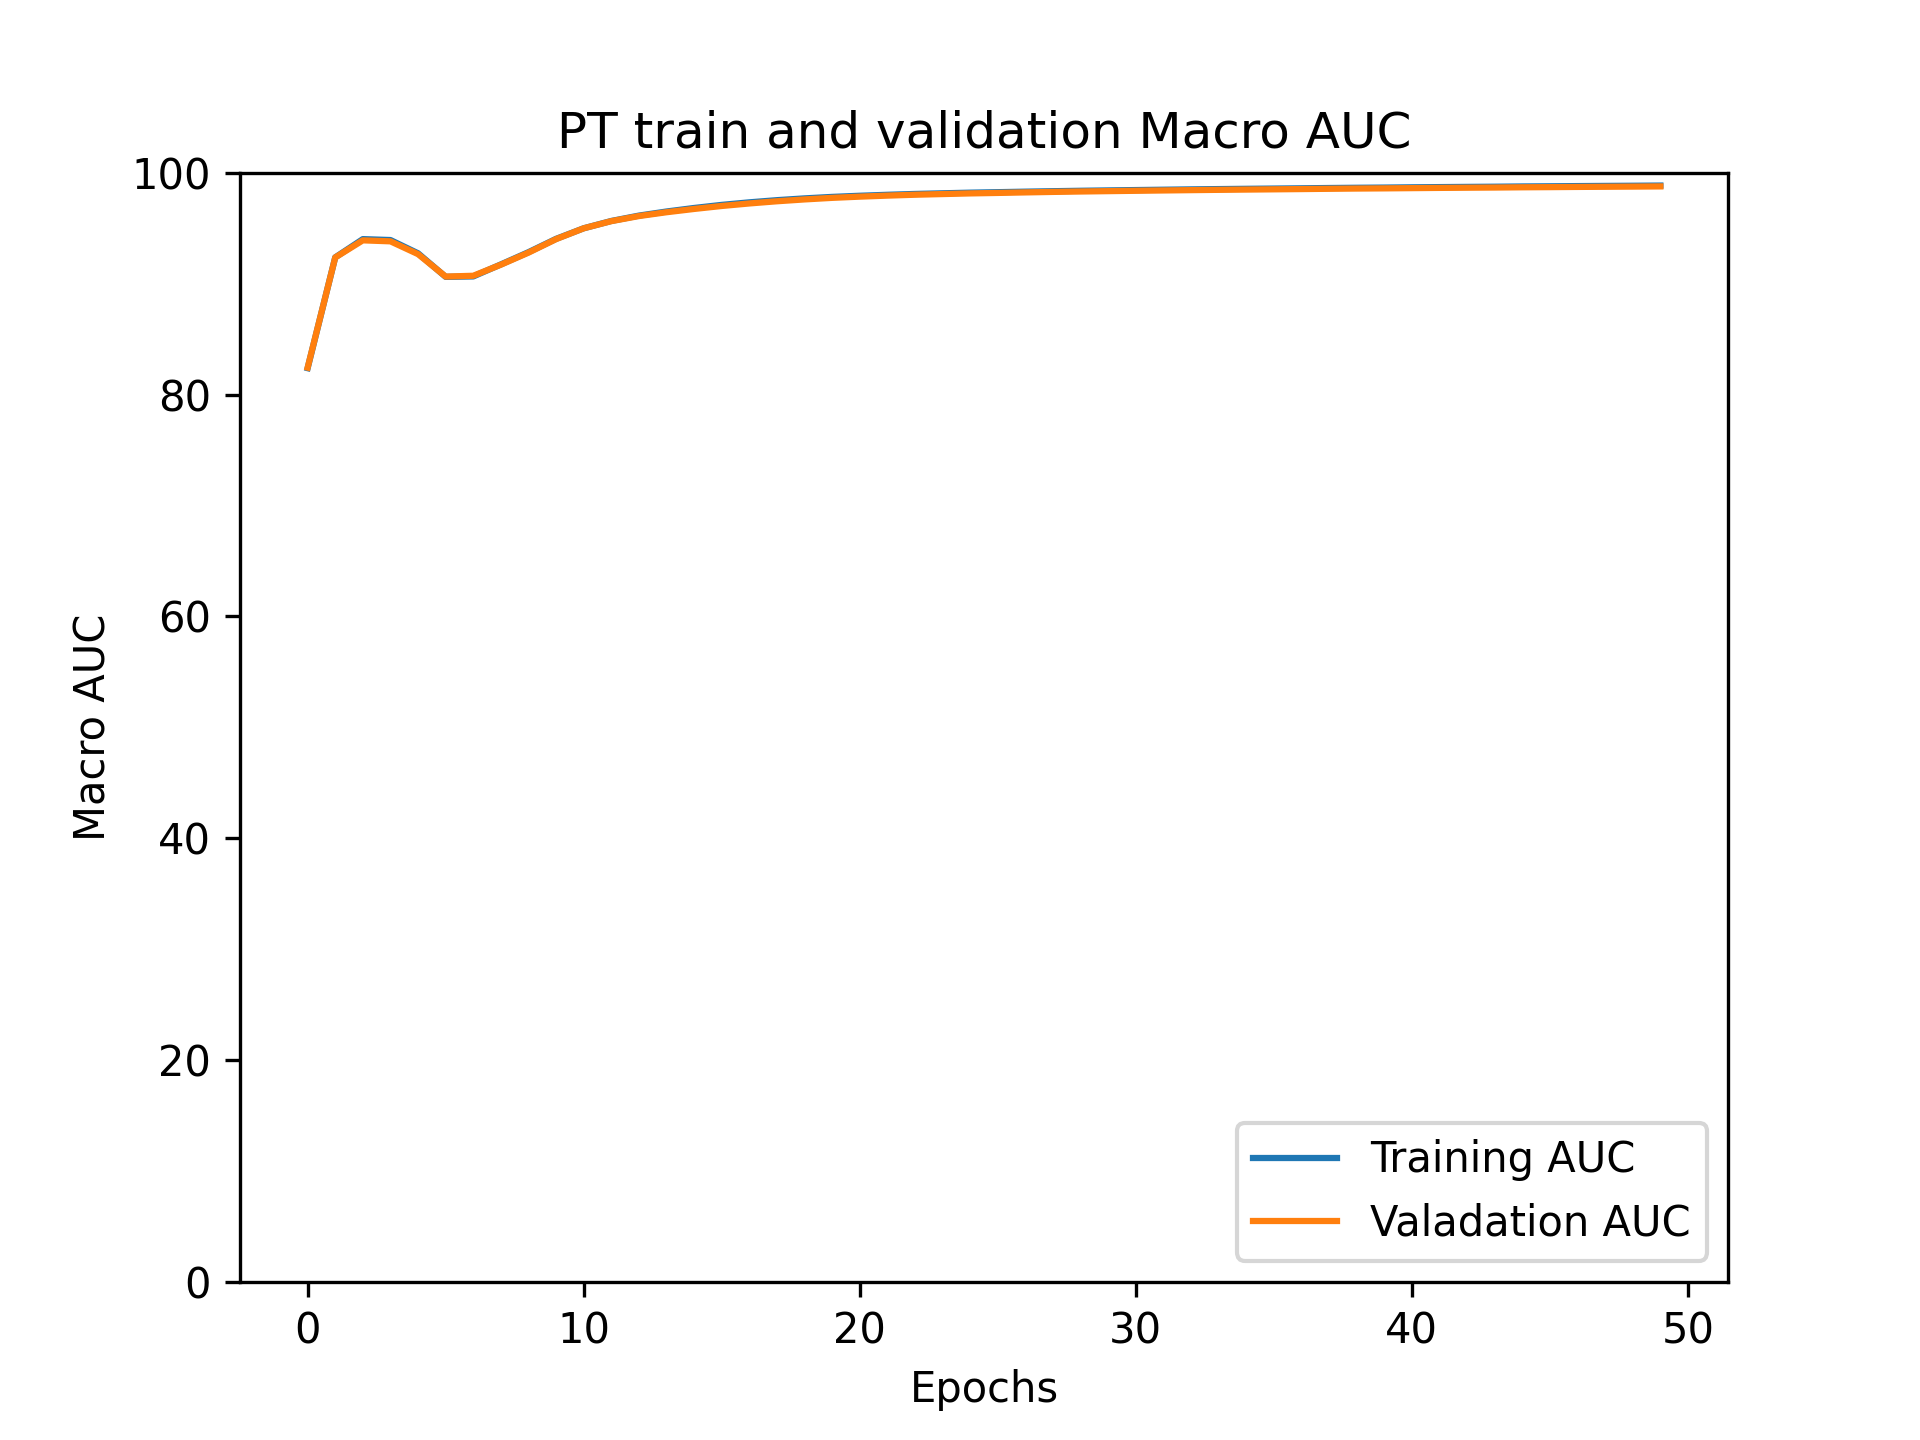 PT train and validation Macro AUC
100
80
60
40
20
0
Macro AUC
0 10 20 30 40 50
Epochs
Training AUC
Valadation AUC